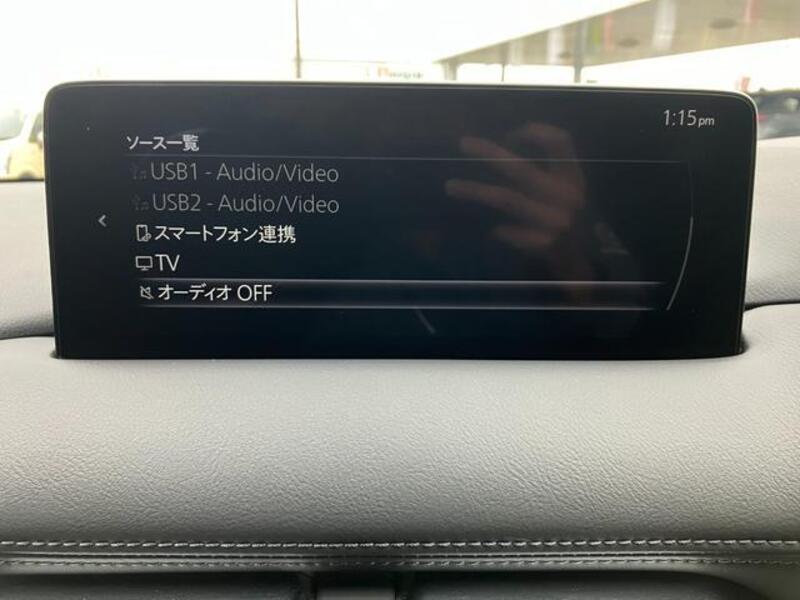 1:15pm
ソース一覧
USB1 - Audio/Video
USB2 - Audio/Video
スマートフォン連携
TV
オーディオ OFF